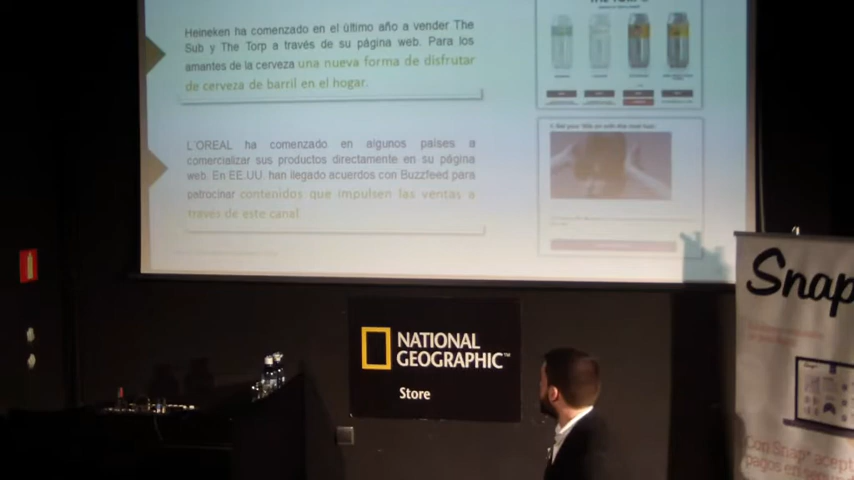 Heineken ha comenzado en el último año a vender The
Sub y The Torp a través de su página web. Para los
amantes de la cerveza una nueva forma de disfrutar
de cerveza de barril en el hogar.
L´OREAL ha comenzado en algunos países a
comercializar sus productos directamente en su página
web. En EE.UU. han llegado acuerdos con Buzzfeed para
patrocinar contenidos que impulsen las ventas a
través de este canal
NATIONAL
GEOGRAPHIC™
Store
Snap
Con Snap* acept
pagos en